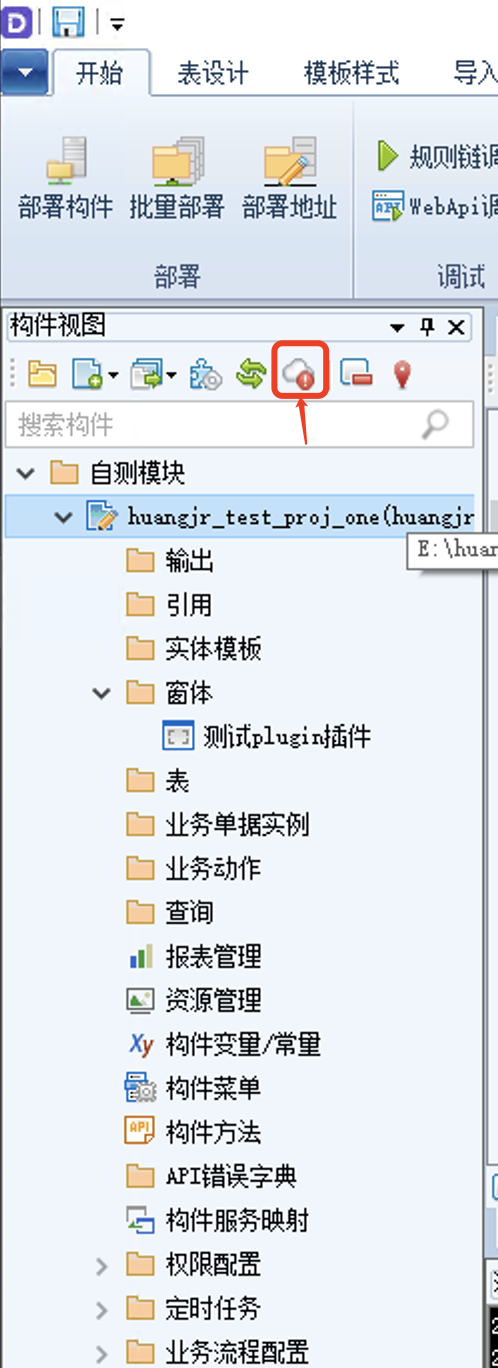 D
开始 表设计 模板样式 导入
规则链调
部署构件 批量部署 部署地址
API WebApi调
部署 调试
构件视图
搜索构件
自测模块
huangjr_test_proj_one(huangjr
E:\huan
输出
引用
实体模板
窗体
测试plugin插件
表
业务单据实例
业务动作
查询
报表管理
资源管理
Xy 构件变量/常量
构件菜单
API 构件方法
API错误字典
构件服务映射
权限配置
定时任务
业务流程配置